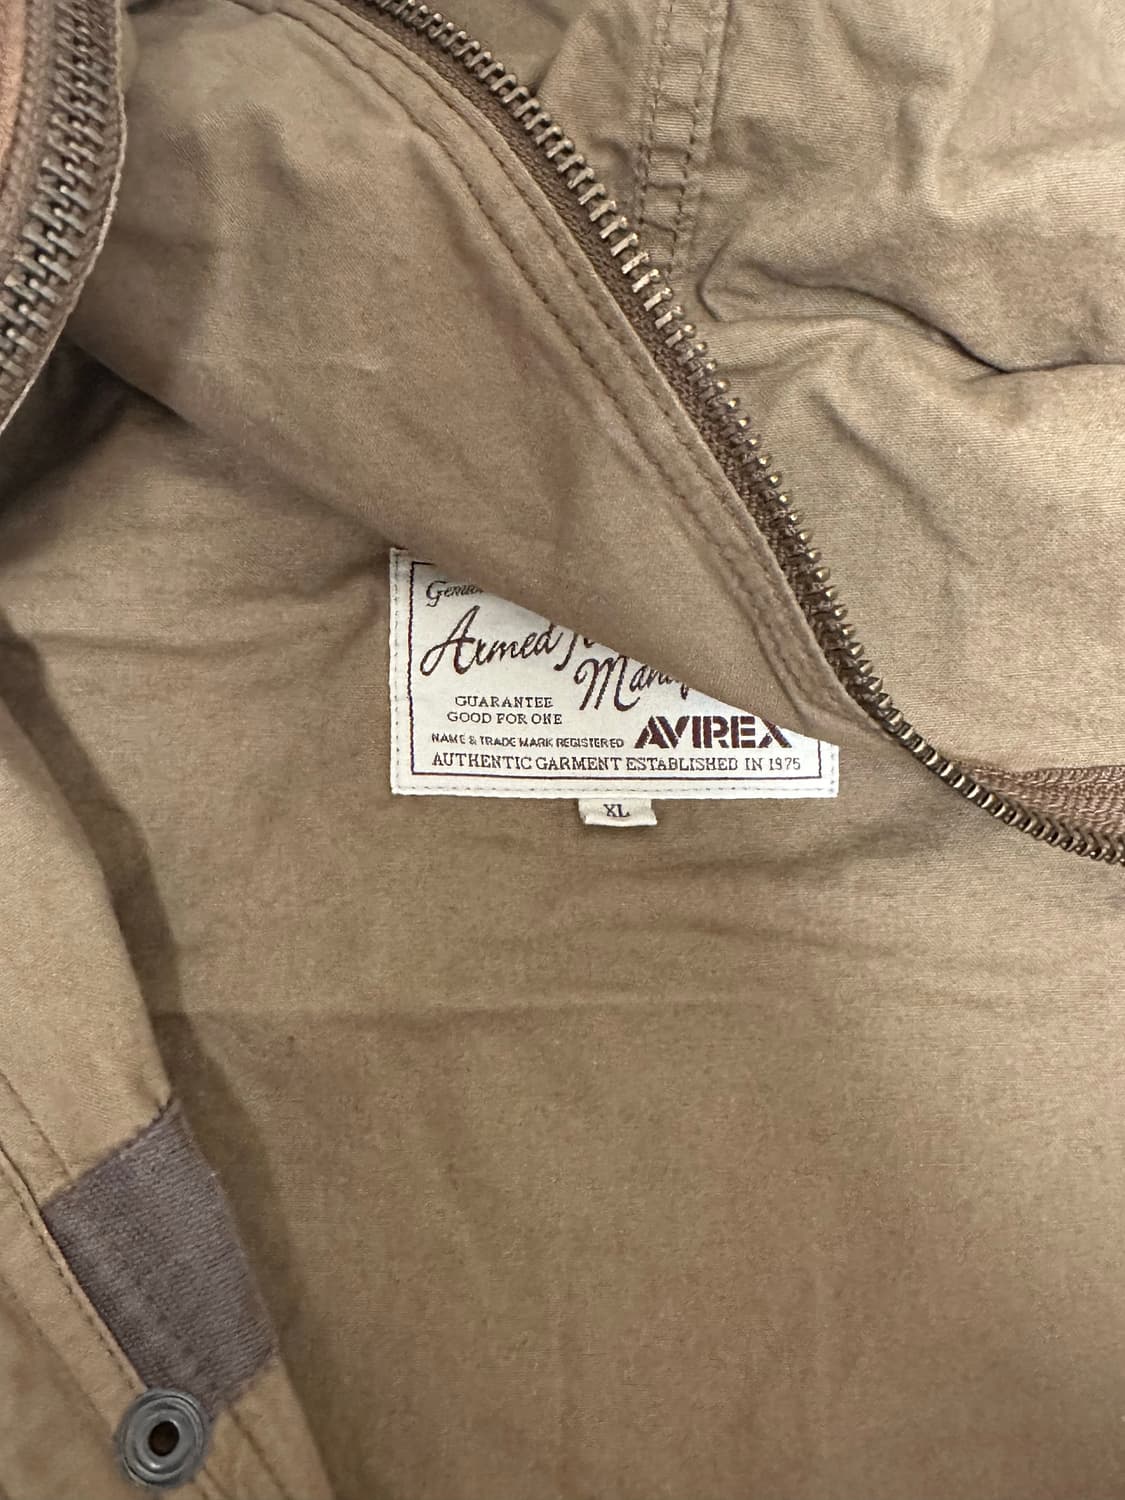 Armed
GUARANTEE
GOOD FOR ONE
NAME & TRADE MARK REGISTERED AVIREX
AUTHENTIC GARMENT ESTABLISHED IN 1975
XL